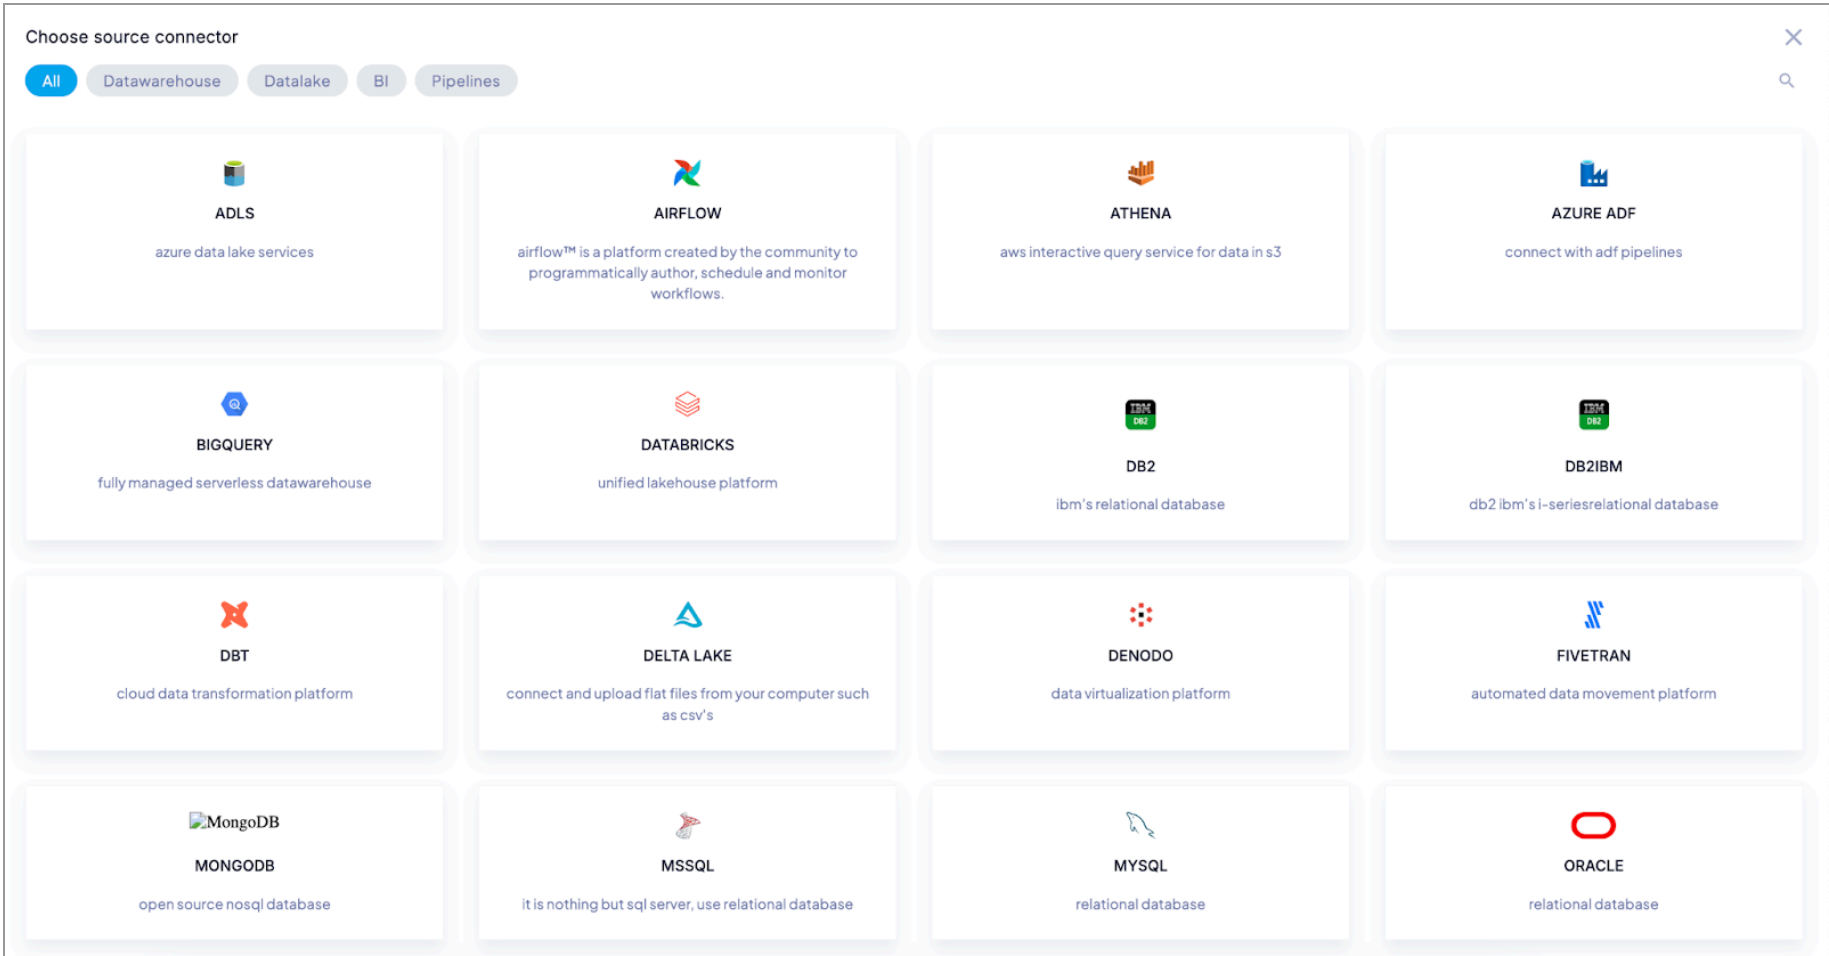 Choose source connector
All
Datawarehouse
Datalake
BI
Pipelines
ADLS
azure data lake services
AIRFLOW
airflow™ is a platform created by the community to
programmatically author, schedule and monitor
workflows.
ATHENA
aws interactive query service for data in s3
AZURE ADF
connect with adf pipelines
BIGQUERY
fully managed serverless datawarehouse
DATABRICKS
unified lakehouse platform
IBM
DB2
DB2
ibm's relational database
IBM
DB2
DB2IBM
db2 ibm's i-seriesrelational database
DBT
cloud data transformation platform
DELTA LAKE
connect and upload flat files from your computer such
as csv's
DENODO
data virtualization platform
FIVETRAN
automated data movement platform
MongoDB
MONGODB
open source nosql database
MSSQL
it is nothing but sql server, use relational database
MYSQL
relational database
ORACLE
relational database